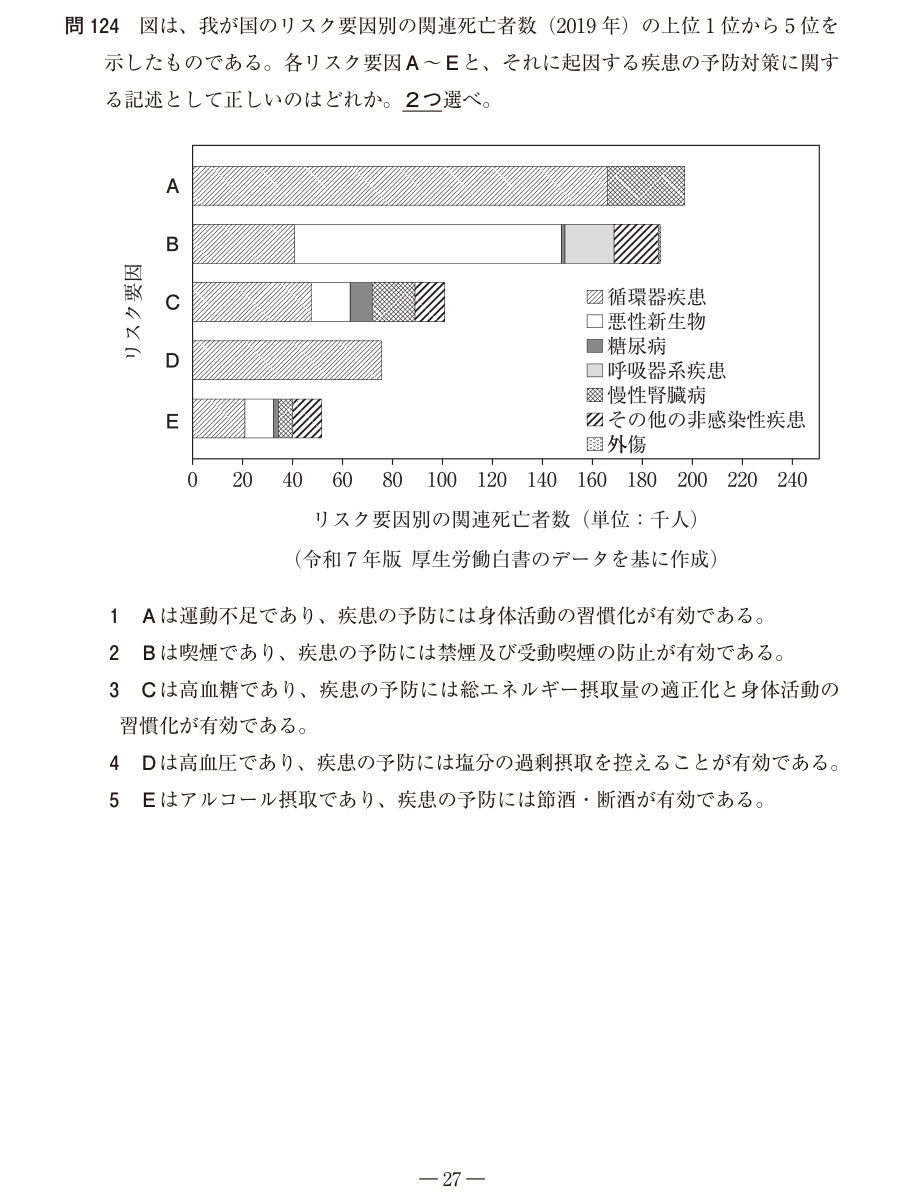 問 124　図は、我が国のリスク要因別の関連死亡者数（2019 年）の上位 1 位から 5 位を
示したものである。各リスク要因Ａ～Ｅと、それに起因する疾患の予防対策に関す
る記述として正しいのはどれか。２つ選べ。
A
B
C
D
E
リスク要因
循環器疾患
悪性新生物
糖尿病
呼吸器系疾患
慢性腎臓病
その他の非感染性疾患
外傷
0 20 40 60 80 100 120 140 160 180 200 220 240
リスク要因別の関連死亡者数（単位：千人）
（令和 7 年版 厚生労働白書のデータを基に作成）
1　Ａは運動不足であり、疾患の予防には身体活動の習慣化が有効である。
2　Ｂは喫煙であり、疾患の予防には禁煙及び受動喫煙の防止が有効である。
3　Ｃは高血糖であり、疾患の予防には総エネルギー摂取量の適正化と身体活動の
習慣化が有効である。
4　Ｄは高血圧であり、疾患の予防には塩分の過剰摂取を控えることが有効である。
5　Ｅはアルコール摂取であり、疾患の予防には節酒・断酒が有効である。
― 27 ―